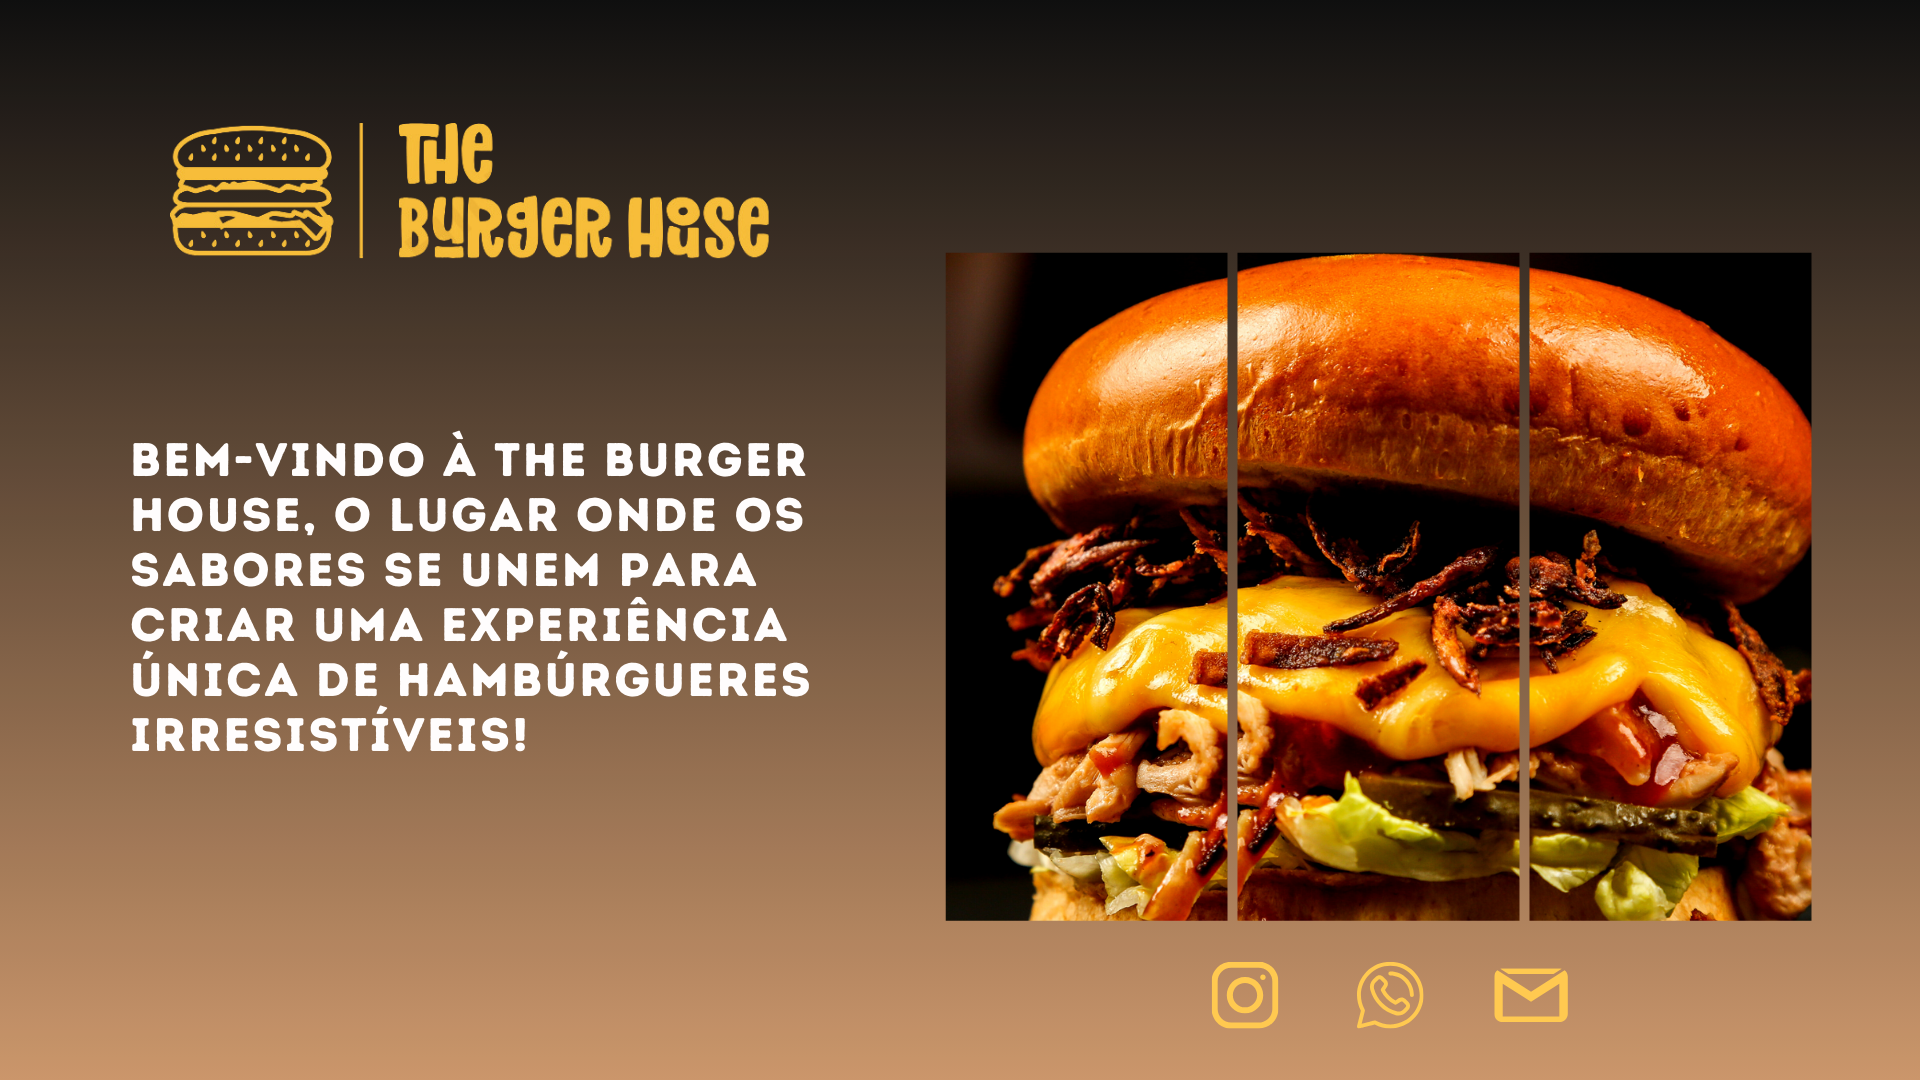 THE
BURGER HOUSE
BEM-VINDO À THE BURGER
HOUSE, O LUGAR ONDE OS
SABORES SE UNEM PARA
CRIAR UMA EXPERIÊNCIA
ÚNICA DE HAMBÚRGUERES
IRRESISTÍVEIS!